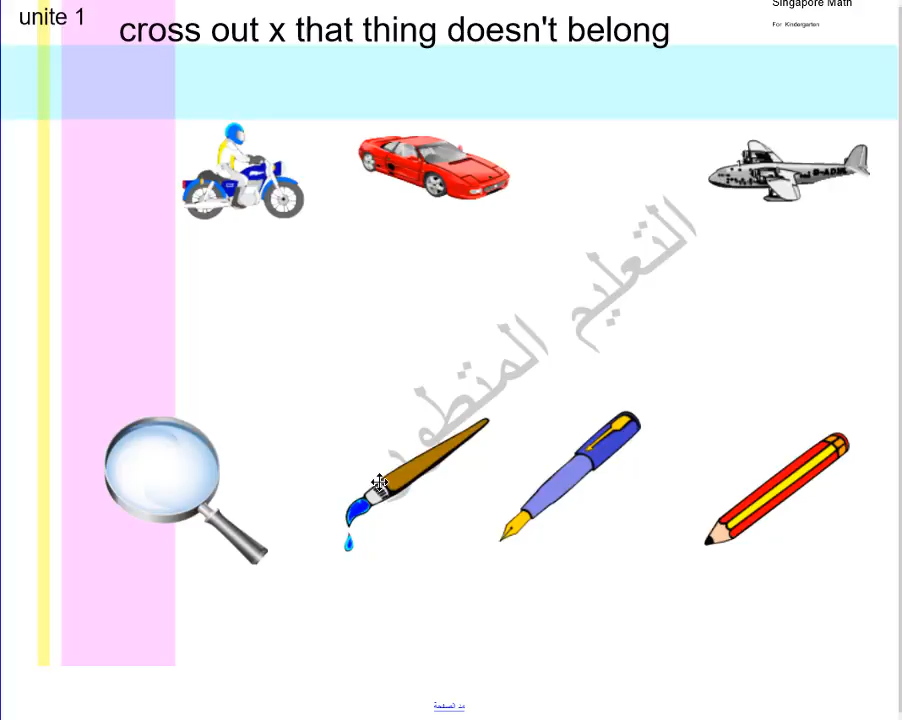 unite 1
cross out x that thing doesn't belong
Singapore Math
For Kindergarten
التعليم المتطور